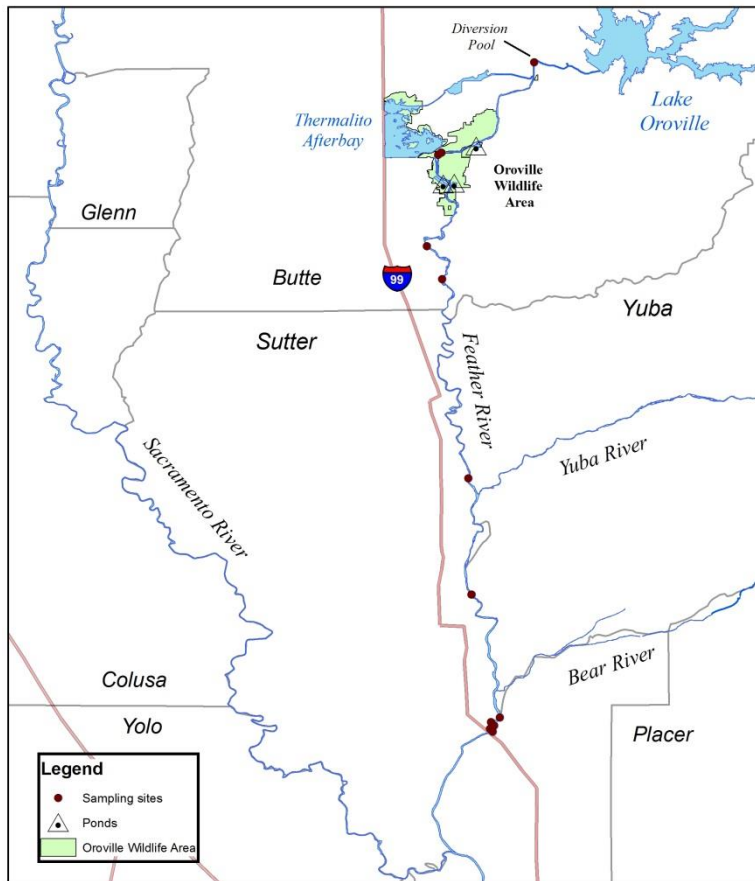 Diversion
Pool
Lake
Oroville
Thermalito
Afterbay
Oroville
Wildlife
Area
Glenn
Butte
99
Yuba
Sutter
Feather River
Yuba River
Sacramento River
Bear River
Colusa
Yolo
Placer
Legend
Sampling sites
Ponds
Oroville Wildlife Area